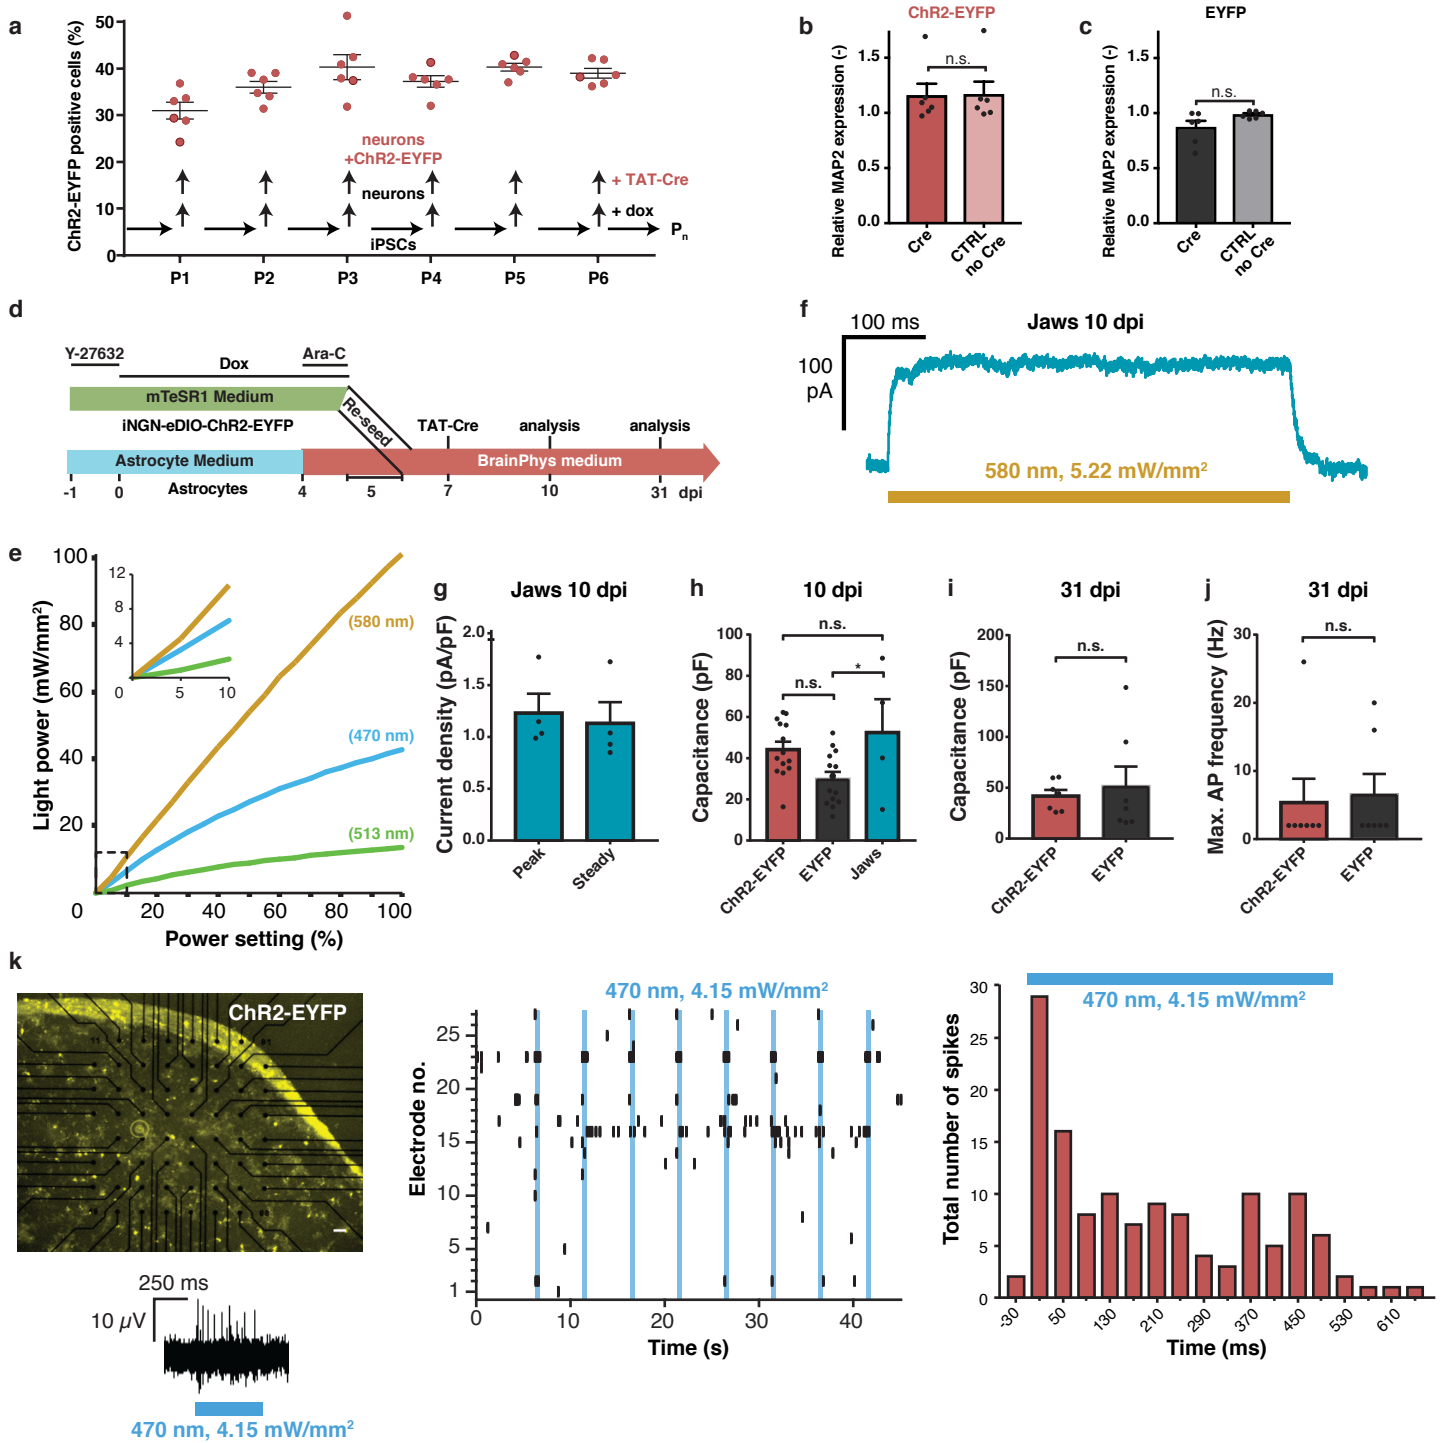 a
ChR2-EYFP positive cells (%)
50
40
30
20
10
0
neurons
+ChR2-EYFP
neurons
iPSCs
+ TAT-Cre
+ dox
Pn
P1 P2 P3 P4 P5 P6
b
ChR2-EYFP
Relative MAP2 expression (-)
1.5
1.0
0.5
0.0
n.s.
Cre
CTRL
no Cre
c
EYFP
Relative MAP2 expression (-)
1.5
1.0
0.5
0.0
n.s.
Cre
CTRL
no Cre
d
Y-27632
Dox
Ara-C
mTeSR1 Medium
Re-seed
iNGN-eDIO-ChR2-EYFP
TAT-Cre
analysis
analysis
Astrocyte Medium
BrainPhys medium
Astrocytes
-1 0 4 5 7 10 31 dpi
f
100 ms
100
pA
Jaws 10 dpi
580 nm, 5.22 mW/mm²
e
Light power (mW/mm²)
100
80
60
40
20
0 20 40 60 80 100
Power setting (%)
12
8
4
0 5 10
(580 nm)
(470 nm)
(513 nm)
g
Jaws 10 dpi
Current density (pA/pF)
2.0
1.5
1.0
0.5
0.0
Peak
Steady
h
10 dpi
Capacitance (pF)
100
80
60
40
20
0
n.s.
n.s.
*
ChR2-EYFP
EYFP
Jaws
i
31 dpi
Capacitance (pF)
200
150
100
50
0
n.s.
ChR2-EYFP
EYFP
j
31 dpi
Max. AP frequency (Hz)
30
20
10
0
n.s.
ChR2-EYFP
EYFP
k
ChR2-EYFP
250 ms
10 µV
470 nm, 4.15 mW/mm²
470 nm, 4.15 mW/mm²
Electrode no.
25
20
15
10
5
1
0 10 20 30 40
Time (s)
470 nm, 4.15 mW/mm²
Total number of spikes
30
25
20
15
10
5
0
-30 50 130 210 290 370 450 530 610
Time (ms)